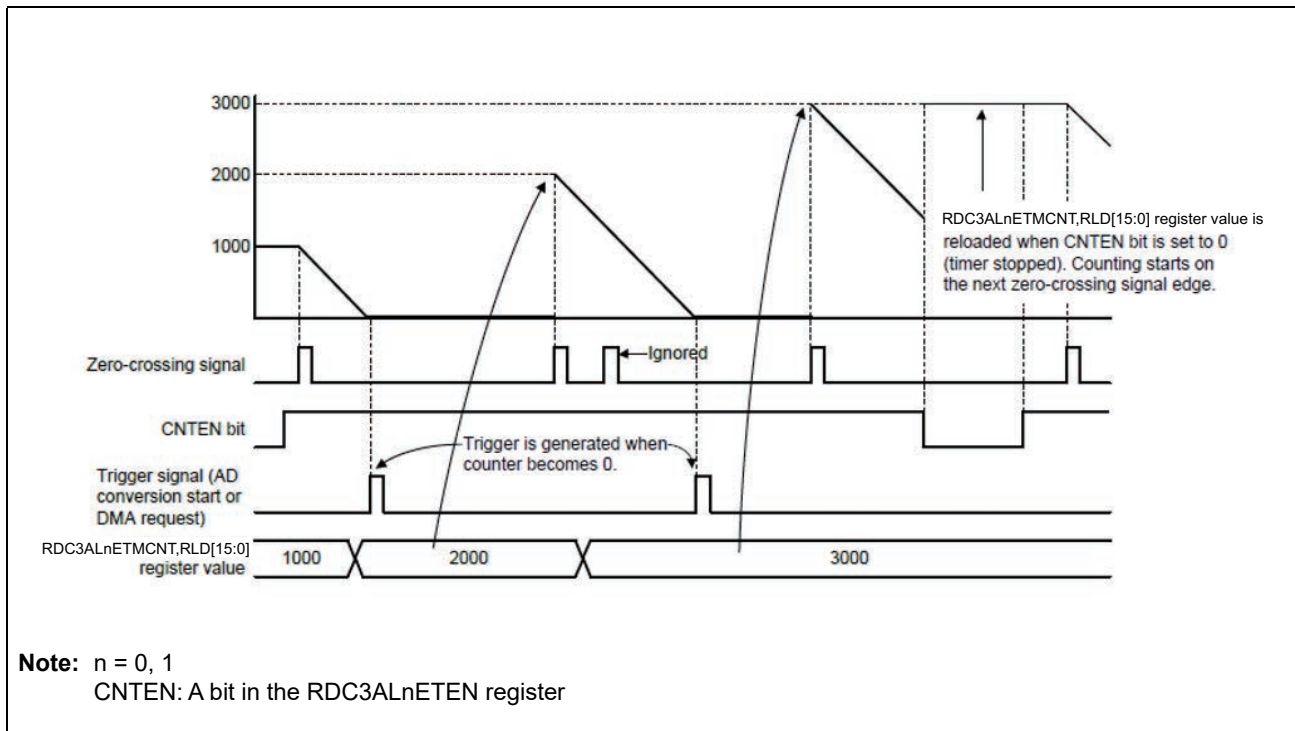 3000
2000
1000
RDC3ALnETMCNT,RLD[15:0] register value is
reloaded when CNTEN bit is set to 0
(timer stopped). Counting starts on
the next zero-crossing signal edge.
Zero-crossing signal
Ignored
CNTEN bit
Trigger is generated when
counter becomes 0.
Trigger signal (AD
conversion start or
DMA request)
RDC3ALnETMCNT,RLD[15:0]
register value
1000
2000
3000
Note: n = 0, 1
CNTEN: A bit in the RDC3ALnETEN register